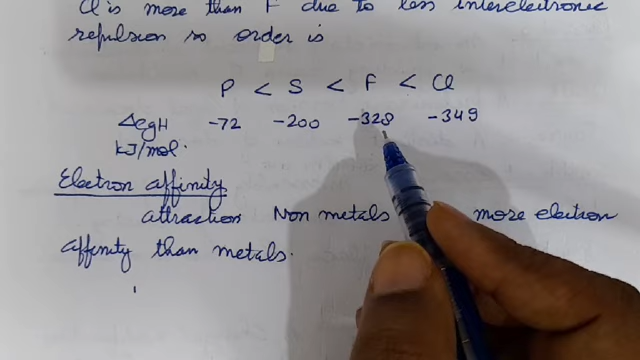 Cl is more than F due to less interelectronic
repulsion so order is
P < S < F < Cl
ΔegH -72 -200 -328 -349
kJ/mol.
Electron affinity
attraction Non metals more electron
affinity than metals.